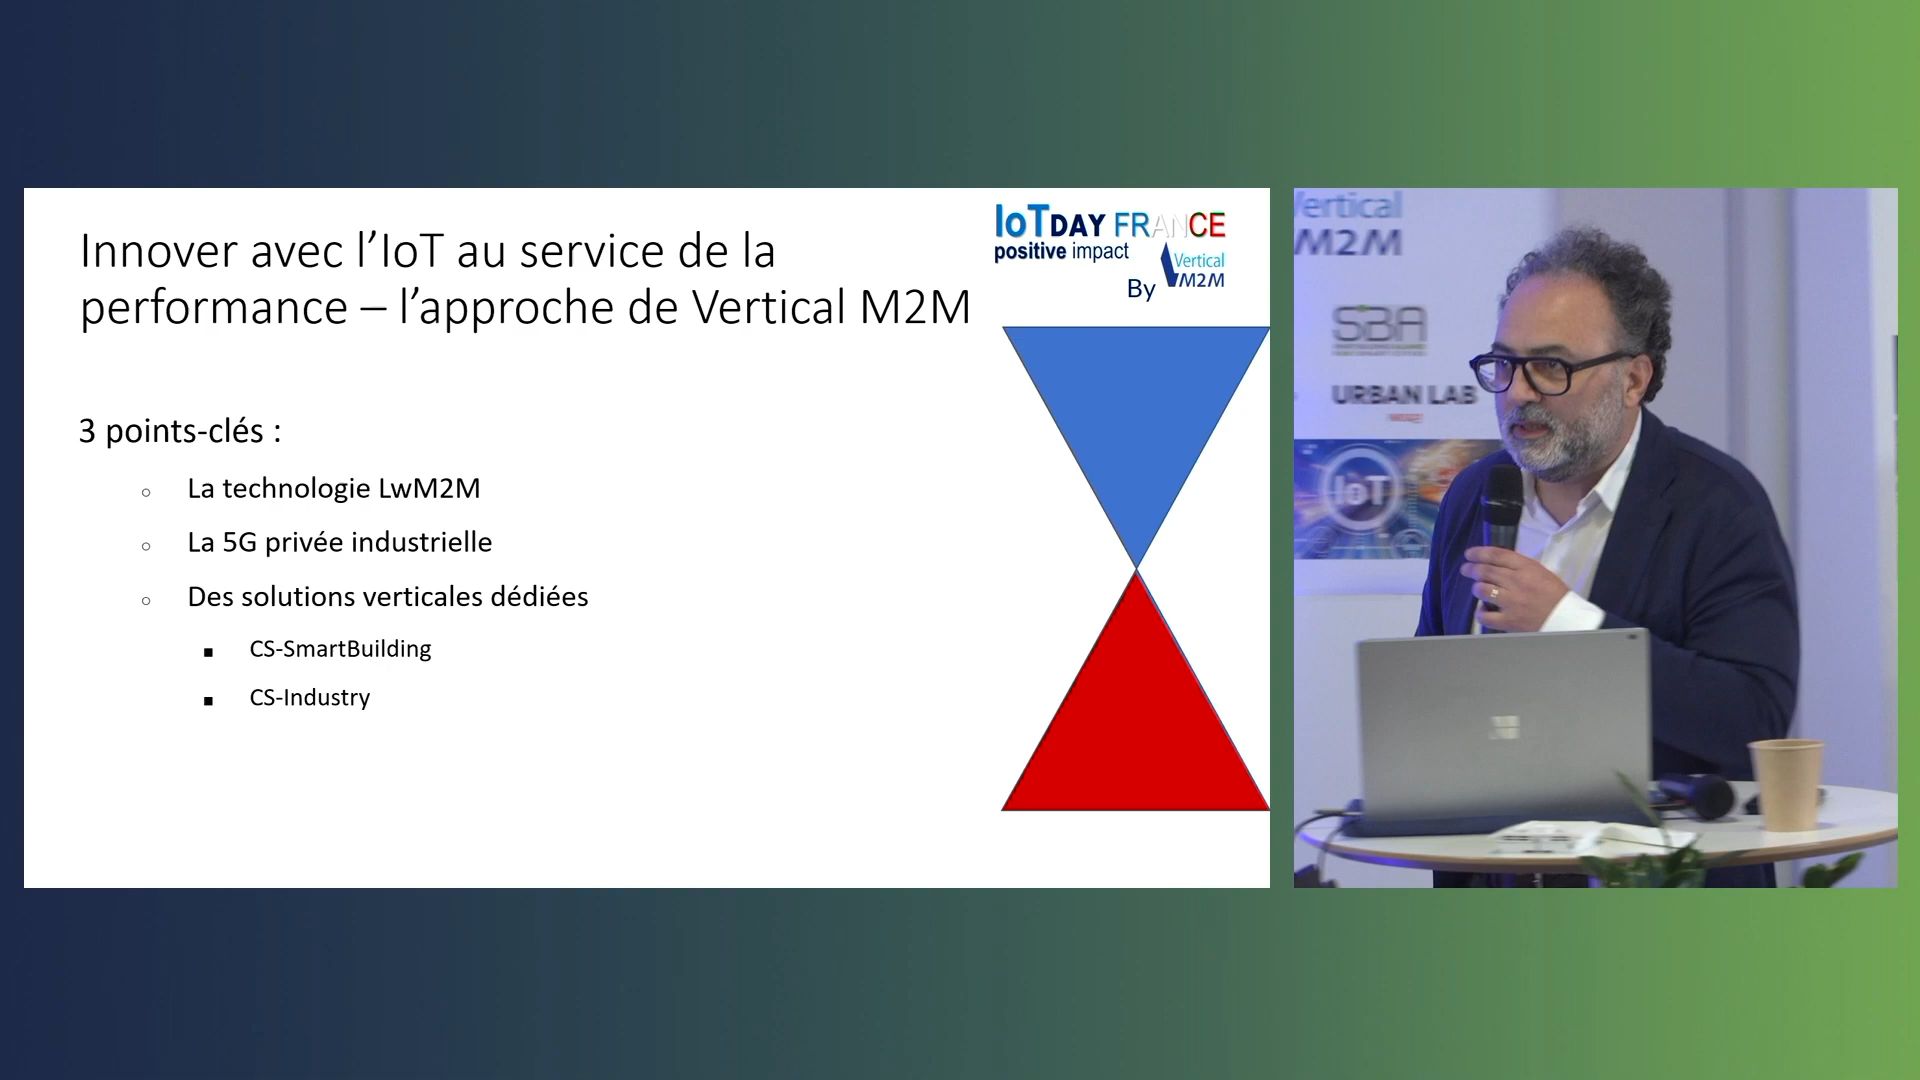 Innover avec l’IoT au service de la
performance – l’approche de Vertical M2M
IoT DAY FRANCE
positive impact
By
Vertical
M2M
3 points-clés :
La technologie LwM2M
La 5G privée industrielle
Des solutions verticales dédiées
CS-SmartBuilding
CS-Industry
Vertical
M2M
SBA
URBAN LAB
IoT